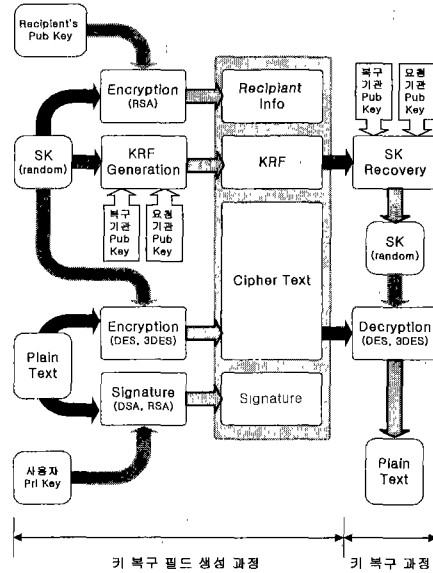 Recipient's
Pub Key
Encryption
(RSA)
Recipiant
Info
복구
기관
Pub
Key
요청
기관
Pub
Key
SK
(random)
KRF
Generation
KRF
SK
Recovery
복구
기관
Pub
Key
요청
기관
Pub
Key
SK
(random)
Cipher Text
Plain
Text
Encryption
(DES, 3DES)
Decryption
(DES, 3DES)
Signature
(DSA, RSA)
Signature
사용자
Pri Key
Plain
Text
키 복구 필드 생성 과정
키 복구 과정